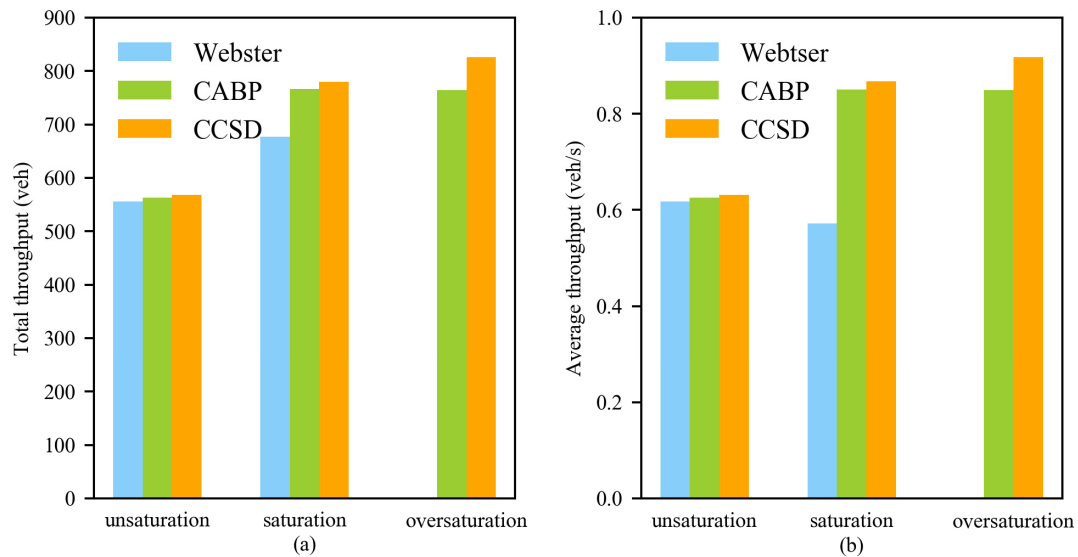 900
800
700
600
500
400
300
200
100
0
Total throughput (veh)
Webster
CABP
CCSD
unsaturation saturation oversaturation
(a)
1.0
0.8
0.6
0.4
0.2
0.0
Average throughput (veh/s)
Webtser
CABP
CCSD
unsaturation saturation oversaturation
(b)